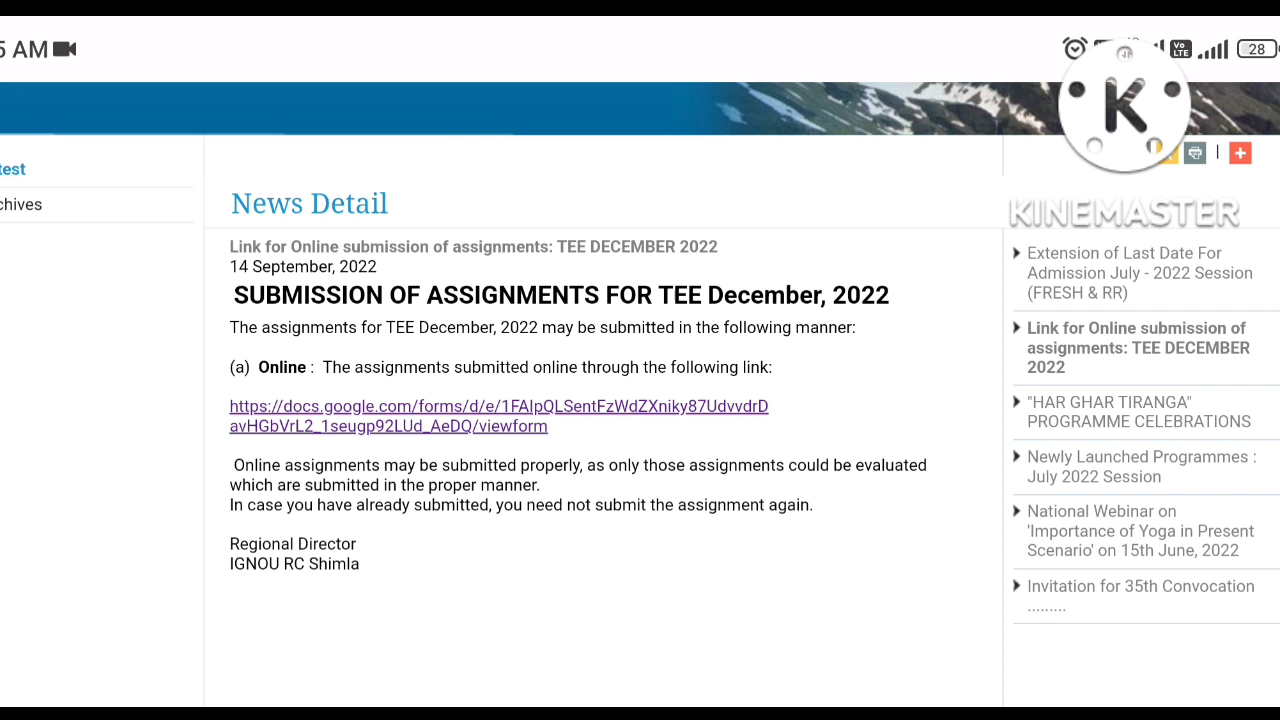 5 AM
Vo LTE
28
K
KINEMASTER
test
chives
News Detail
Link for Online submission of assignments: TEE DECEMBER 2022
14 September, 2022
SUBMISSION OF ASSIGNMENTS FOR TEE December, 2022
The assignments for TEE December, 2022 may be submitted in the following manner:
(a) Online : The assignments submitted online through the following link:
https://docs.google.com/forms/d/e/1FAIpQLSentFzWdZXniky87UdvvdrD
avHGbVrL2_1seugp92LUd_AeDQ/viewform
Online assignments may be submitted properly, as only those assignments could be evaluated
which are submitted in the proper manner.
In case you have already submitted, you need not submit the assignment again.
Regional Director
IGNOU RC Shimla
Extension of Last Date For
Admission July - 2022 Session
(FRESH & RR)
Link for Online submission of
assignments: TEE DECEMBER
2022
"HAR GHAR TIRANGA"
PROGRAMME CELEBRATIONS
Newly Launched Programmes :
July 2022 Session
National Webinar on
'Importance of Yoga in Present
Scenario' on 15th June, 2022
Invitation for 35th Convocation
.........